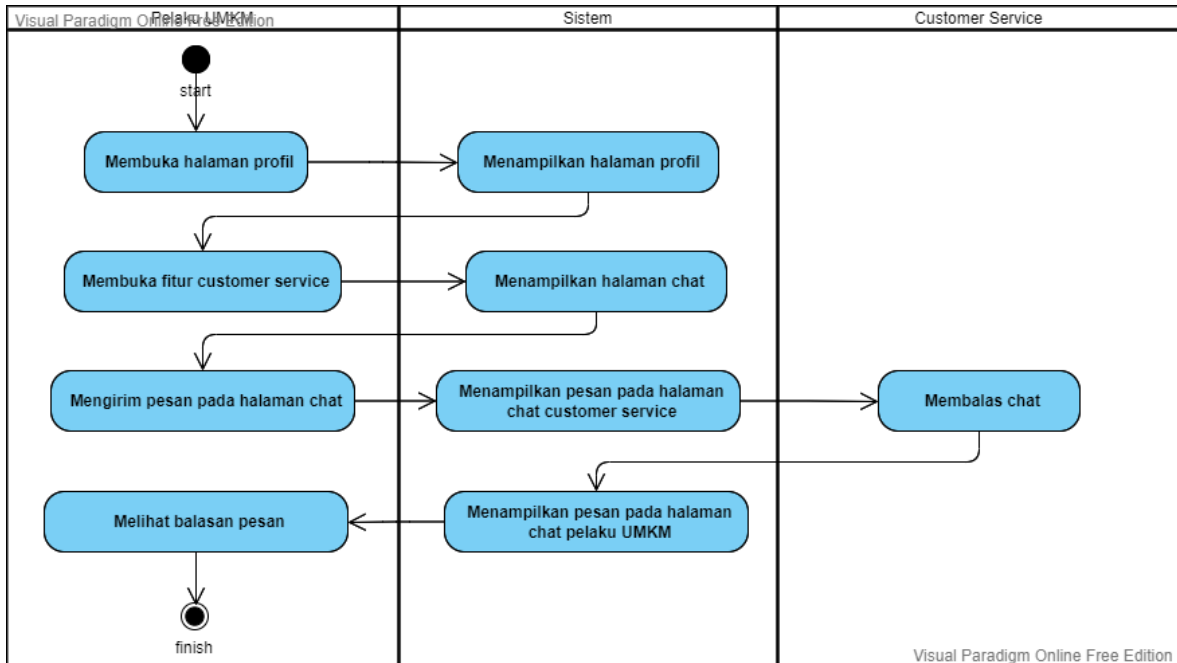 Visual Paradigm Online Free Edition
Pelaku UMKM
Sistem
Customer Service
start
Membuka halaman profil
Menampilkan halaman profil
Membuka fitur customer service
Menampilkan halaman chat
Mengirim pesan pada halaman chat
Menampilkan pesan pada halaman
chat customer service
Membalas chat
Melihat balasan pesan
Menampilkan pesan pada halaman
chat pelaku UMKM
finish
Visual Paradigm Online Free Edition